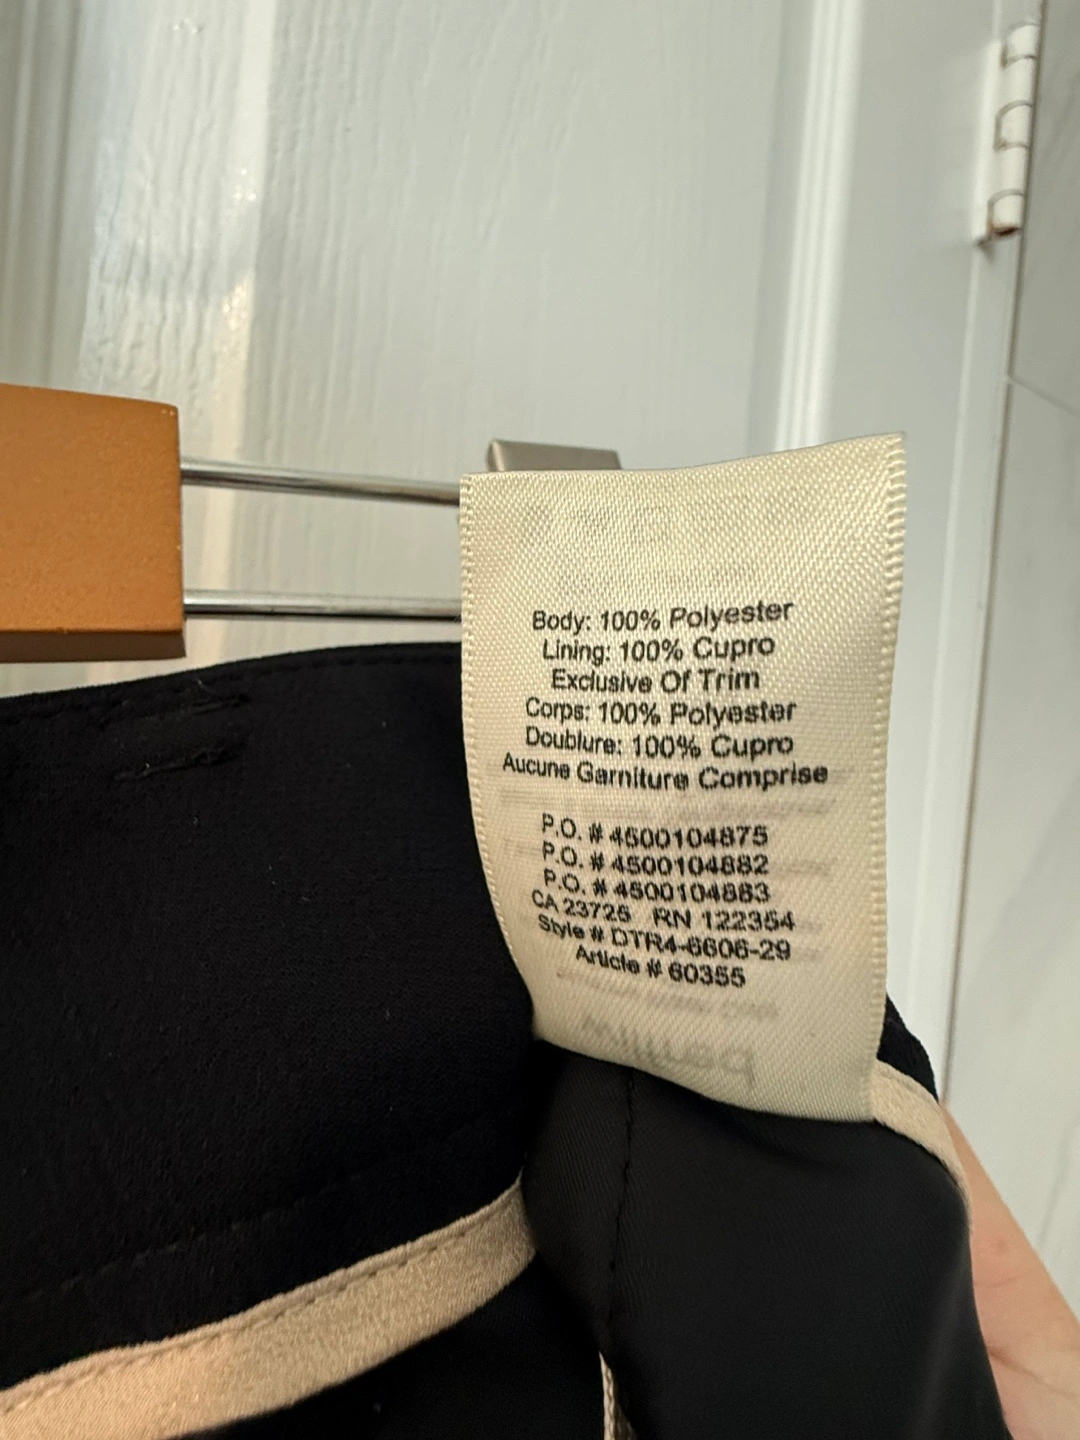 Body: 100% Polyester
Lining: 100% Cupro
Exclusive Of Trim
Corps: 100% Polyester
Doublure: 100% Cupro
Aucune Garniture Comprise
P.O. # 4500104875
P.O. # 4500104882
P.O. # 4500104883
CA 23725 RN 122354
Style # DTR4-6606-29
Article # 60355